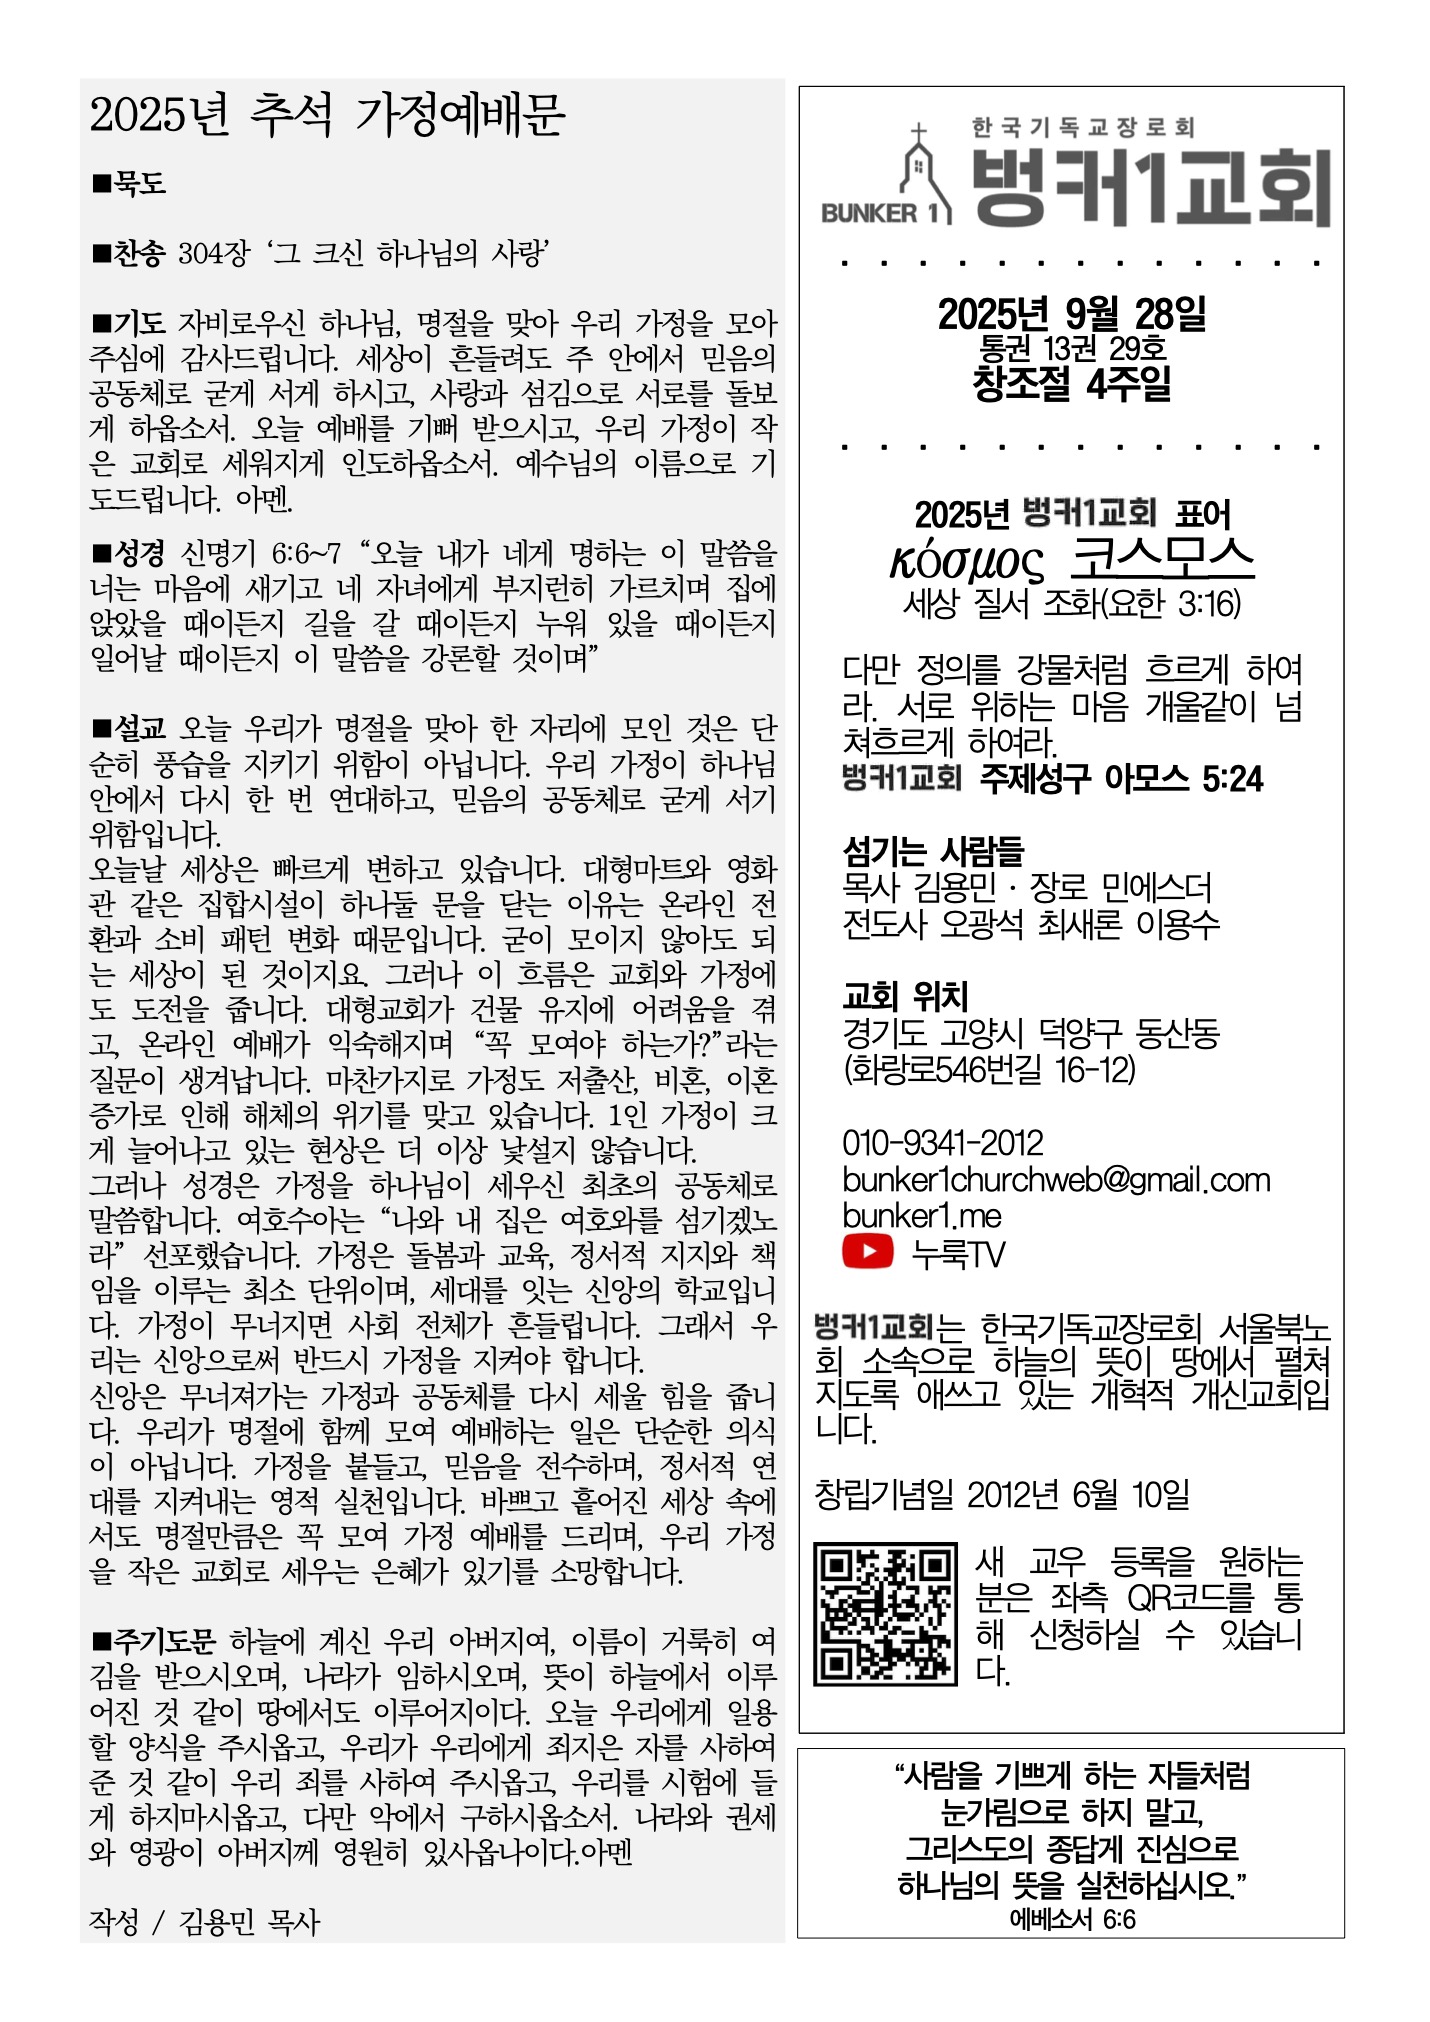 2025년 추석 가정예배문
■묵도
■찬송 304장 ‘그 크신 하나님의 사랑’
■기도 자비로우신 하나님, 명절을 맞아 우리 가정을 모아
주심에 감사드립니다. 세상이 흔들려도 주 안에서 믿음의
공동체로 굳게 서게 하시고, 사랑과 섬김으로 서로를 돌보
게 하옵소서. 오늘 예배를 기뻐 받으시고, 우리 가정이 작
은 교회로 세워지게 인도하옵소서. 예수님의 이름으로 기
도드립니다. 아멘.
■성경 신명기 6:6~7 “오늘 내가 네게 명하는 이 말씀을
너는 마음에 새기고 네 자녀에게 부지런히 가르치며 집에
앉았을 때이든지 길을 갈 때이든지 누워 있을 때이든지
일어날 때이든지 이 말씀을 강론할 것이며”
■설교 오늘 우리가 명절을 맞아 한 자리에 모인 것은 단
순히 풍습을 지키기 위함이 아닙니다. 우리 가정이 하나님
안에서 다시 한 번 연대하고, 믿음의 공동체로 굳게 서기
위함입니다.
오늘날 세상은 빠르게 변하고 있습니다. 대형마트와 영화
관 같은 집합시설이 하나둘 문을 닫는 이유는 온라인 전
환과 소비 패턴 변화 때문입니다. 굳이 모이지 않아도 되
는 세상이 된 것이지요. 그러나 이 흐름은 교회와 가정에
도 도전을 줍니다. 대형교회가 건물 유지에 어려움을 겪
고, 온라인 예배가 익숙해지며 “꼭 모여야 하는가?”라는
질문이 생겨납니다. 마찬가지로 가정도 저출산, 비혼, 이혼
증가로 인해 해체의 위기를 맞고 있습니다. 1인 가정이 크
게 늘어나고 있는 현상은 더 이상 낯설지 않습니다.
그러나 성경은 가정을 하나님이 세우신 최초의 공동체로
말씀합니다. 여호수아는 “나와 내 집은 여호와를 섬기겠노
라” 선포했습니다. 가정은 돌봄과 교육, 정서적 지지와 책
임을 이루는 최소 단위이며, 세대를 잇는 신앙의 학교입니
다. 가정이 무너지면 사회 전체가 흔들립니다. 그래서 우
리는 신앙으로써 반드시 가정을 지켜야 합니다.
신앙은 무너져가는 가정과 공동체를 다시 세울 힘을 줍니
다. 우리가 명절에 함께 모여 예배하는 일은 단순한 의식
이 아닙니다. 가정을 붙들고, 믿음을 전수하며, 정서적 연
대를 지켜내는 영적 실천입니다. 바쁘고 흩어진 세상 속에
서도 명절만큼은 꼭 모여 가정 예배를 드리며, 우리 가정
을 작은 교회로 세우는 은혜가 있기를 소망합니다.
■주기도문 하늘에 계신 우리 아버지여, 이름이 거룩히 여
김을 받으시오며, 나라가 임하시오며, 뜻이 하늘에서 이루
어진 것 같이 땅에서도 이루어지이다. 오늘 우리에게 일용
할 양식을 주시옵고, 우리가 우리에게 죄지은 자를 사하여
준 것 같이 우리 죄를 사하여 주시옵고, 우리를 시험에 들
게 하지마시옵고, 다만 악에서 구하시옵소서. 나라와 권세
와 영광이 아버지께 영원히 있사옵나이다.아멘
작성 / 김용민 목사
한국기독교장로회
BUNKER 1 벙커1교회
2025년 9월 28일
통권 13권 29호
창조절 4주일
2025년 벙커1교회 표어
κόσμος 코스모스
세상 질서 조화(요한 3:16)
다만 정의를 강물처럼 흐르게 하여
라. 서로 위하는 마음 개울같이 넘
쳐흐르게 하여라.
벙커1교회 주제성구 아모스 5:24
섬기는 사람들
목사 김용민 · 장로 민에스더
전도사 오광석 최새론 이용수
교회 위치
경기도 고양시 덕양구 동산동
(화랑로546번길 16-12)
010-9341-2012
bunker1churchweb@gmail.com
bunker1.me
누룩TV
벙커1교회는 한국기독교장로회 서울북노
회 소속으로 하늘의 뜻이 땅에서 펼쳐
지도록 애쓰고 있는 개혁적 개신교회입
니다.
창립기념일 2012년 6월 10일
새 교우 등록을 원하는
분은 좌측 QR코드를 통
해 신청하실 수 있습니
다.
“사람을 기쁘게 하는 자들처럼
눈가림으로 하지 말고,
그리스도의 종답게 진심으로
하나님의 뜻을 실천하십시오.”
에베소서 6:6